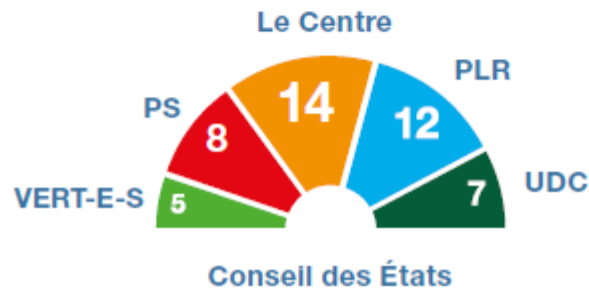 Le Centre
PLR
PS
14
12
8
VERT-E-S
5
7
UDC
Conseil des États